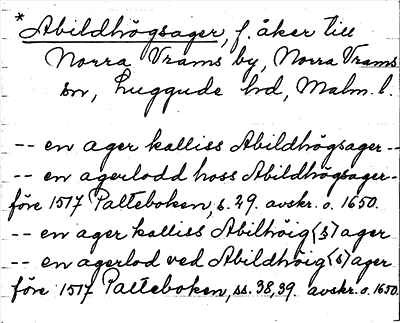 * Abildhögsager, f. åker till
Norra Vrams by, Norra Vrams
sn, Luggude hd, Malm. l.
-- en ager kalliss Abildhögsager --
-- en agerlodd hoss Abildhögsager --
före 1517 Palteboken, s. 29. avskr. o. 1650.
-- en ager kalliss Abilhöig(s)ager
-- en agerlod ved Abildhöig(s)ager
före 1517 Palteboken, ss. 38,39. avskr. o. 1650.